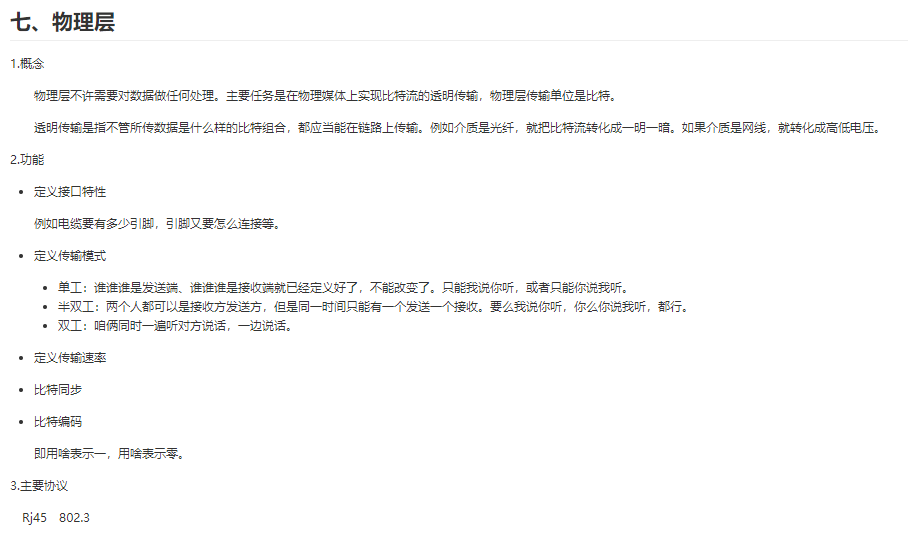 七、物理层
1.概念
物理层不许需要对数据做任何处理。主要任务是在物理媒体上实现比特流的透明传输，物理层传输单位是比特。
透明传输是指不管所传数据是什么样的比特组合，都应当能在链路上传输。例如介质是光纤，就把比特流转化成一明一暗。如果介质是网线，就转化成高低电压。
2.功能
• 定义接口特性
例如电缆要有多少引脚，引脚又要怎么连接等。
• 定义传输模式
• 单工：谁谁谁是发送端、谁谁谁是接收端就已经定义好了，不能改变了。只能我说你听，或者只能你说我听。
• 半双工：两个人都可以是接收方发送方，但是同一时间只能有一个发送一个接收。要么我说你听，你么你说我听，都行。
• 双工：咱俩同时一遍听对方说话，一边说话。
• 定义传输速率
• 比特同步
• 比特编码
即用啥表示一，用啥表示零。
3.主要协议
Rj45 802.3